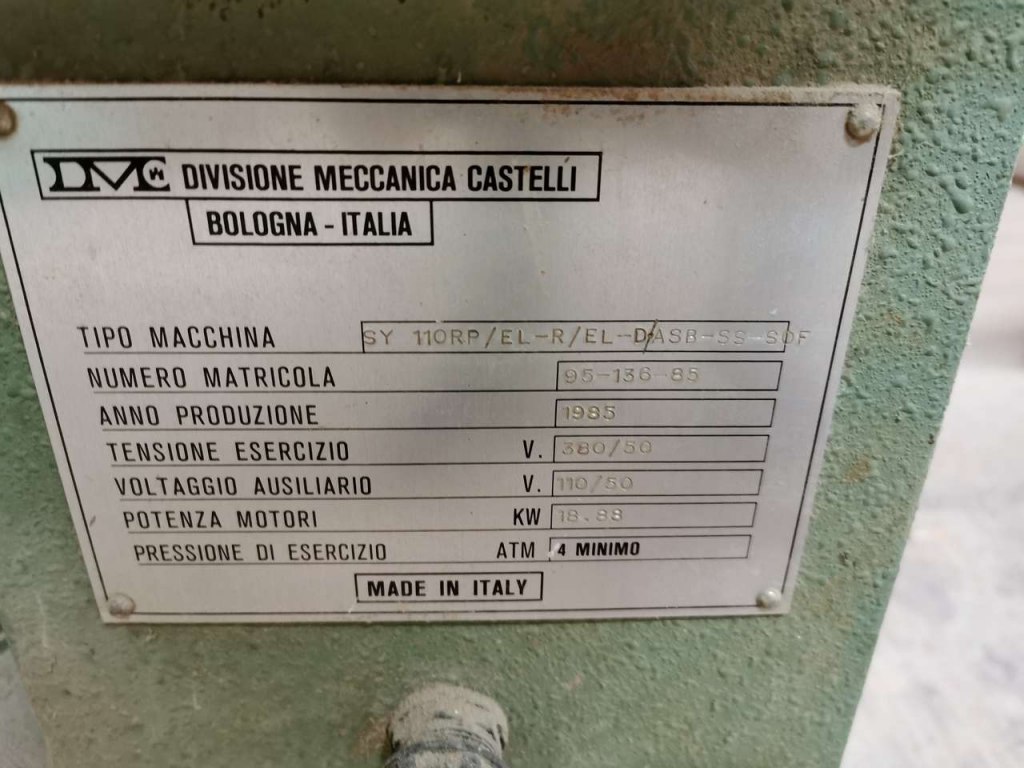 DMC DIVISIONE MECCANICA CASTELLI
BOLOGNA - ITALIA
TIPO MACCHINA SY 110RP/EL-R/EL-D/ASB-SS-SOF
NUMERO MATRICOLA 95-136-85
ANNO PRODUZIONE 1985
TENSIONE ESERCIZIO V. 380/50
VOLTAGGIO AUSILIARIO V. 110/50
POTENZA MOTORI KW 18.88
PRESSIONE DI ESERCIZIO ATM 4 MINIMO
MADE IN ITALY